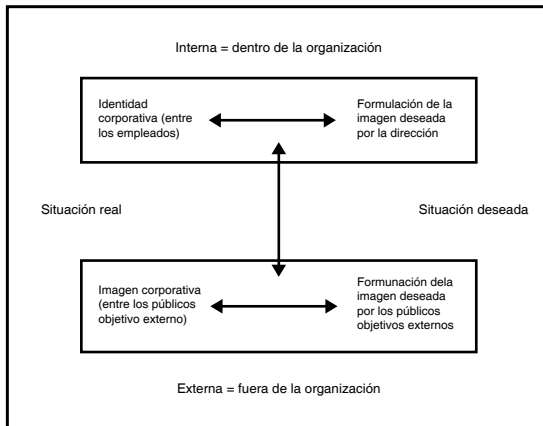 Interna = dentro de la organización
Identidad
corporativa (entre
los empleados)
Formulación de la
imagen deseada
por la dirección
Situación real
Situación deseada
Imagen corporativa
(entre los públicos
objetivo externo)
Formunación dela
imagen deseada
por los públicos
objetivos externos
Externa = fuera de la organización